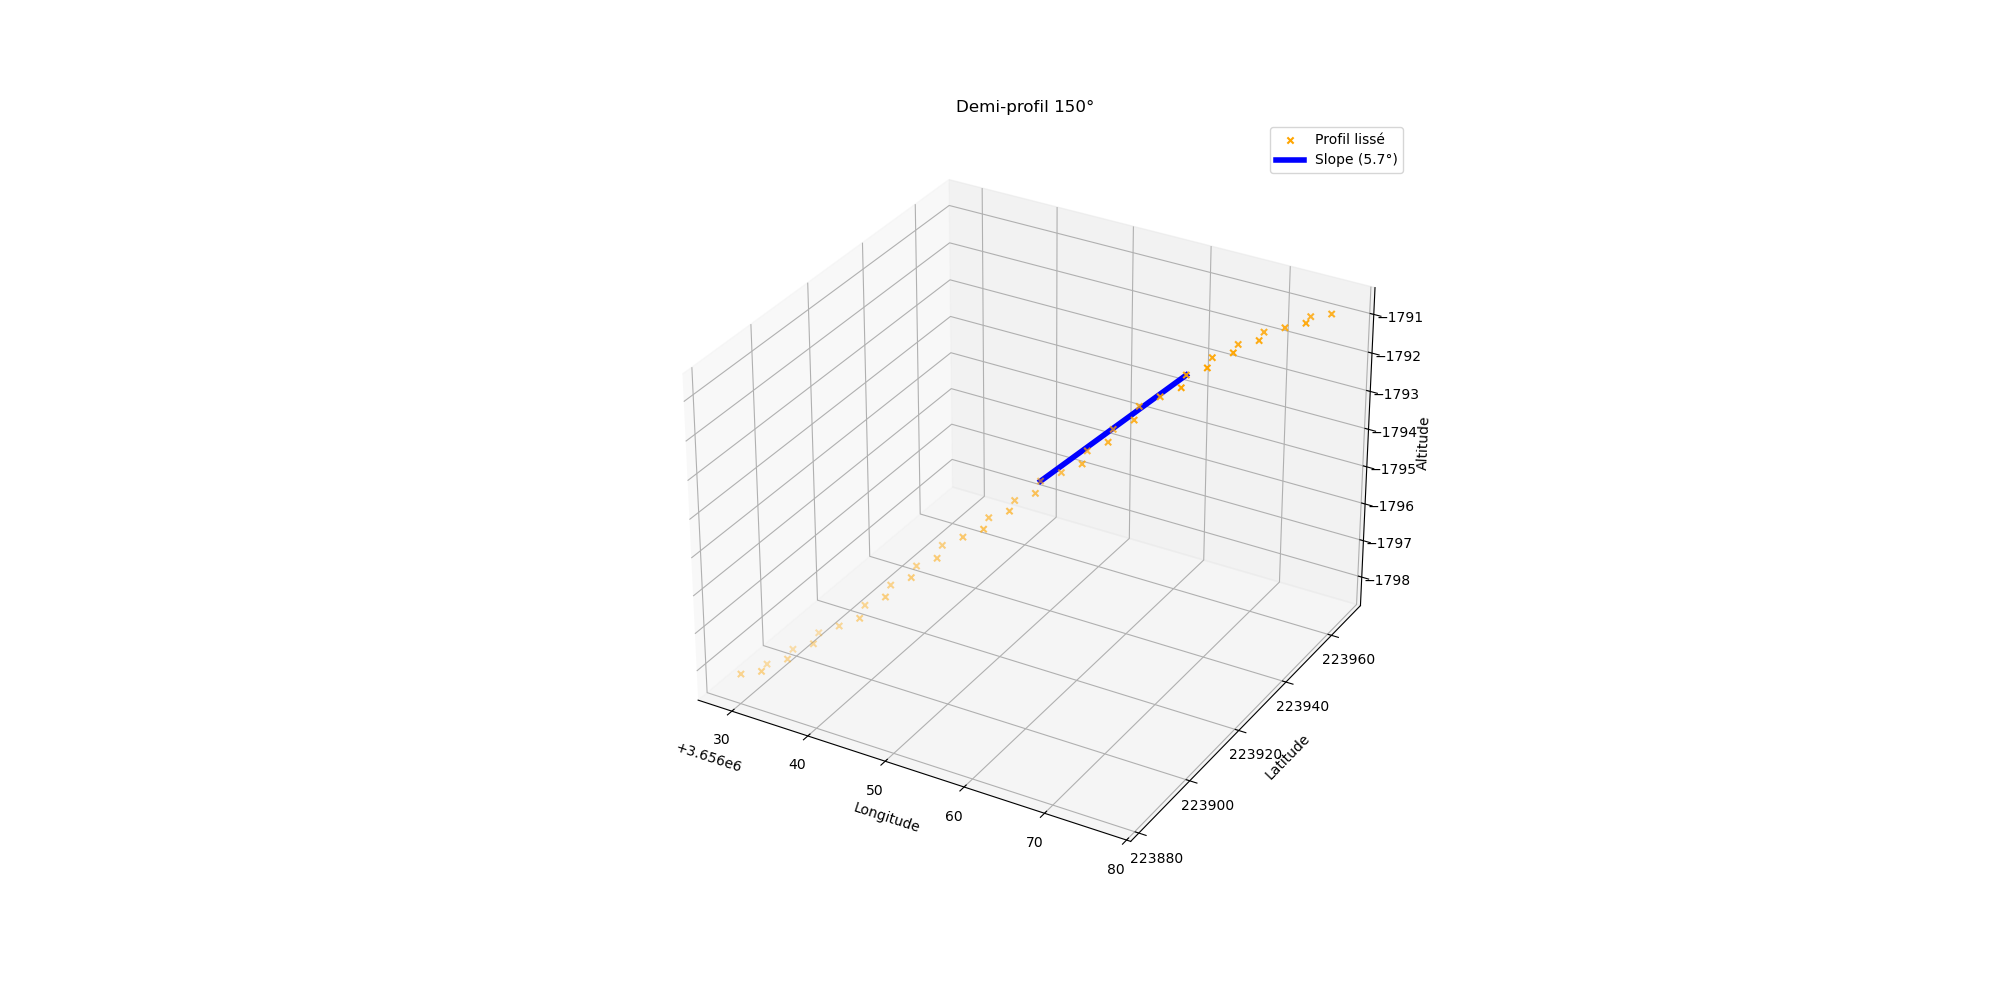 Demi-profil 150°
Profil lissé
Slope (5.7°)
−1791
−1792
−1793
−1794
−1795
−1796
−1797
−1798
Altitude
223960
223940
223920
223900
223880
Latitude
30
40
50
60
70
80
+3.656e6
Longitude